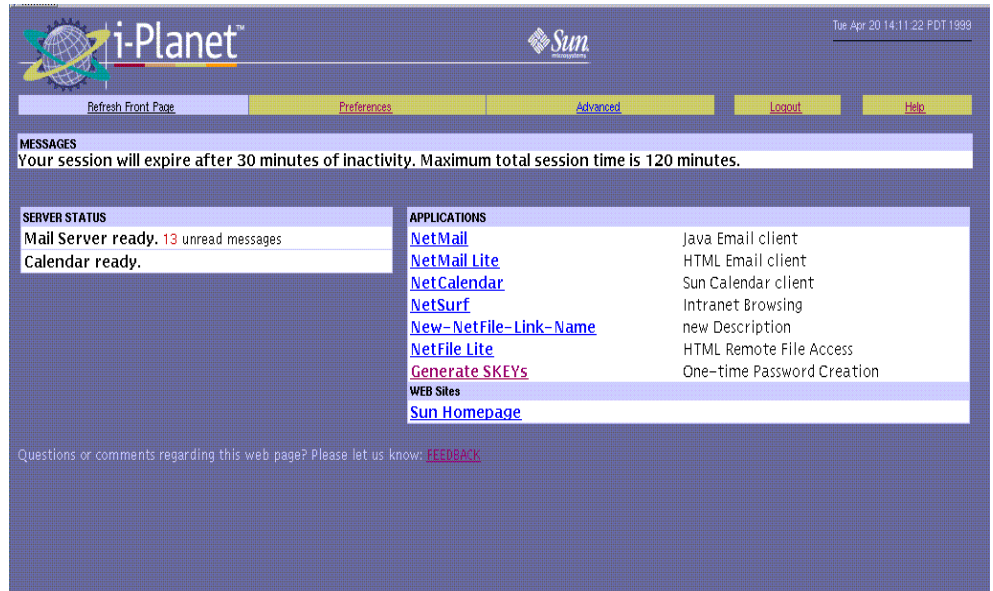 i-Planet™
Sun
microsystems
Tue Apr 20 14:11:22 PDT 1999
Refresh Front Page Preferences Advanced Logout Help
MESSAGES
Your session will expire after 30 minutes of inactivity. Maximum total session time is 120 minutes.
SERVER STATUS
Mail Server ready. 13 unread messages
Calendar ready.
APPLICATIONS
NetMail Java Email client
NetMail Lite HTML Email client
NetCalendar Sun Calendar client
NetSurf Intranet Browsing
New-NetFile-Link-Name new Description
NetFile Lite HTML Remote File Access
Generate SKEYs One-time Password Creation
WEB Sites
Sun Homepage
Questions or comments regarding this web page? Please let us know: FEEDBACK